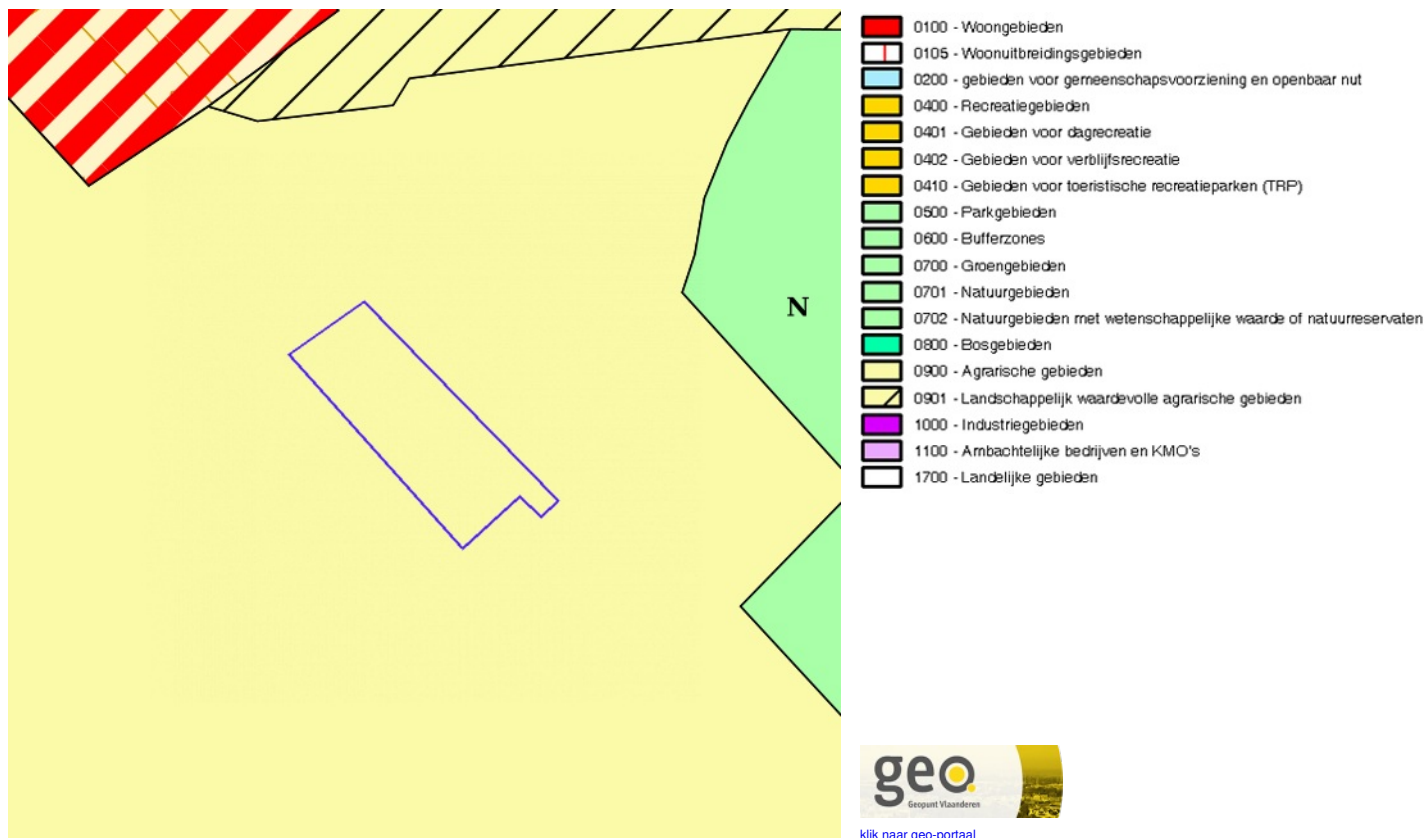 N
0100 - Woongebieden
0105 - Woonuitbreidingsgebieden
0200 - gebieden voor gemeenschapsvoorziening en openbaar nut
0400 - Recreatiegebieden
0401 - Gebieden voor dagrecreatie
0402 - Gebieden voor verblijfsrecreatie
0410 - Gebieden voor toeristische recreatieparken (TRP)
0500 - Parkgebieden
0600 - Bufferzones
0700 - Groengebieden
0701 - Natuurgebieden
0702 - Natuurgebieden met wetenschappelijke waarde of natuurreservaten
0800 - Bosgebieden
0900 - Agrarische gebieden
0901 - Landschappelijk waardevolle agrarische gebieden
1000 - Industriegebieden
1100 - Ambachtelijke bedrijven en KMO's
1700 - Landelijke gebieden
geo.
Geopunt Vlaanderen
klik naar geo-portaal